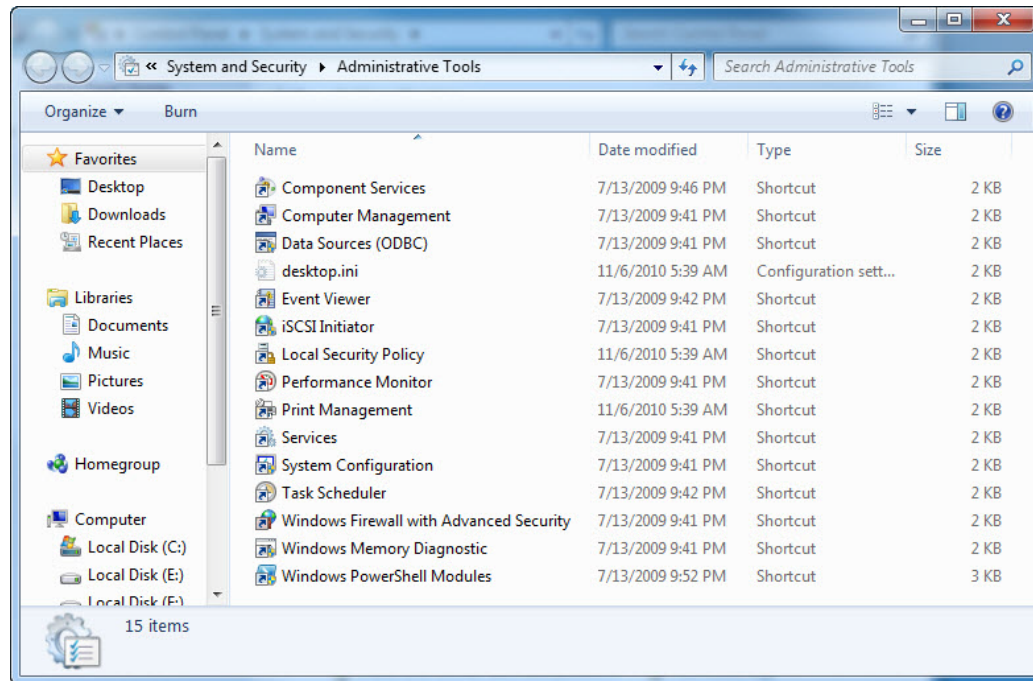 « System and Security ▸ Administrative Tools
Search Administrative Tools
Organize
Burn
Favorites
Desktop
Downloads
Recent Places
Libraries
Documents
Music
Pictures
Videos
Homegroup
Computer
Local Disk (C:)
Local Disk (E:)
Local Disk (F:)
Name Date modified Type Size
Component Services 7/13/2009 9:46 PM Shortcut 2 KB
Computer Management 7/13/2009 9:41 PM Shortcut 2 KB
Data Sources (ODBC) 7/13/2009 9:41 PM Shortcut 2 KB
desktop.ini 11/6/2010 5:39 AM Configuration sett... 2 KB
Event Viewer 7/13/2009 9:42 PM Shortcut 2 KB
iSCSI Initiator 7/13/2009 9:41 PM Shortcut 2 KB
Local Security Policy 11/6/2010 5:39 AM Shortcut 2 KB
Performance Monitor 7/13/2009 9:41 PM Shortcut 2 KB
Print Management 11/6/2010 5:39 AM Shortcut 2 KB
Services 7/13/2009 9:41 PM Shortcut 2 KB
System Configuration 7/13/2009 9:41 PM Shortcut 2 KB
Task Scheduler 7/13/2009 9:42 PM Shortcut 2 KB
Windows Firewall with Advanced Security 7/13/2009 9:41 PM Shortcut 2 KB
Windows Memory Diagnostic 7/13/2009 9:41 PM Shortcut 2 KB
Windows PowerShell Modules 7/13/2009 9:52 PM Shortcut 3 KB
15 items